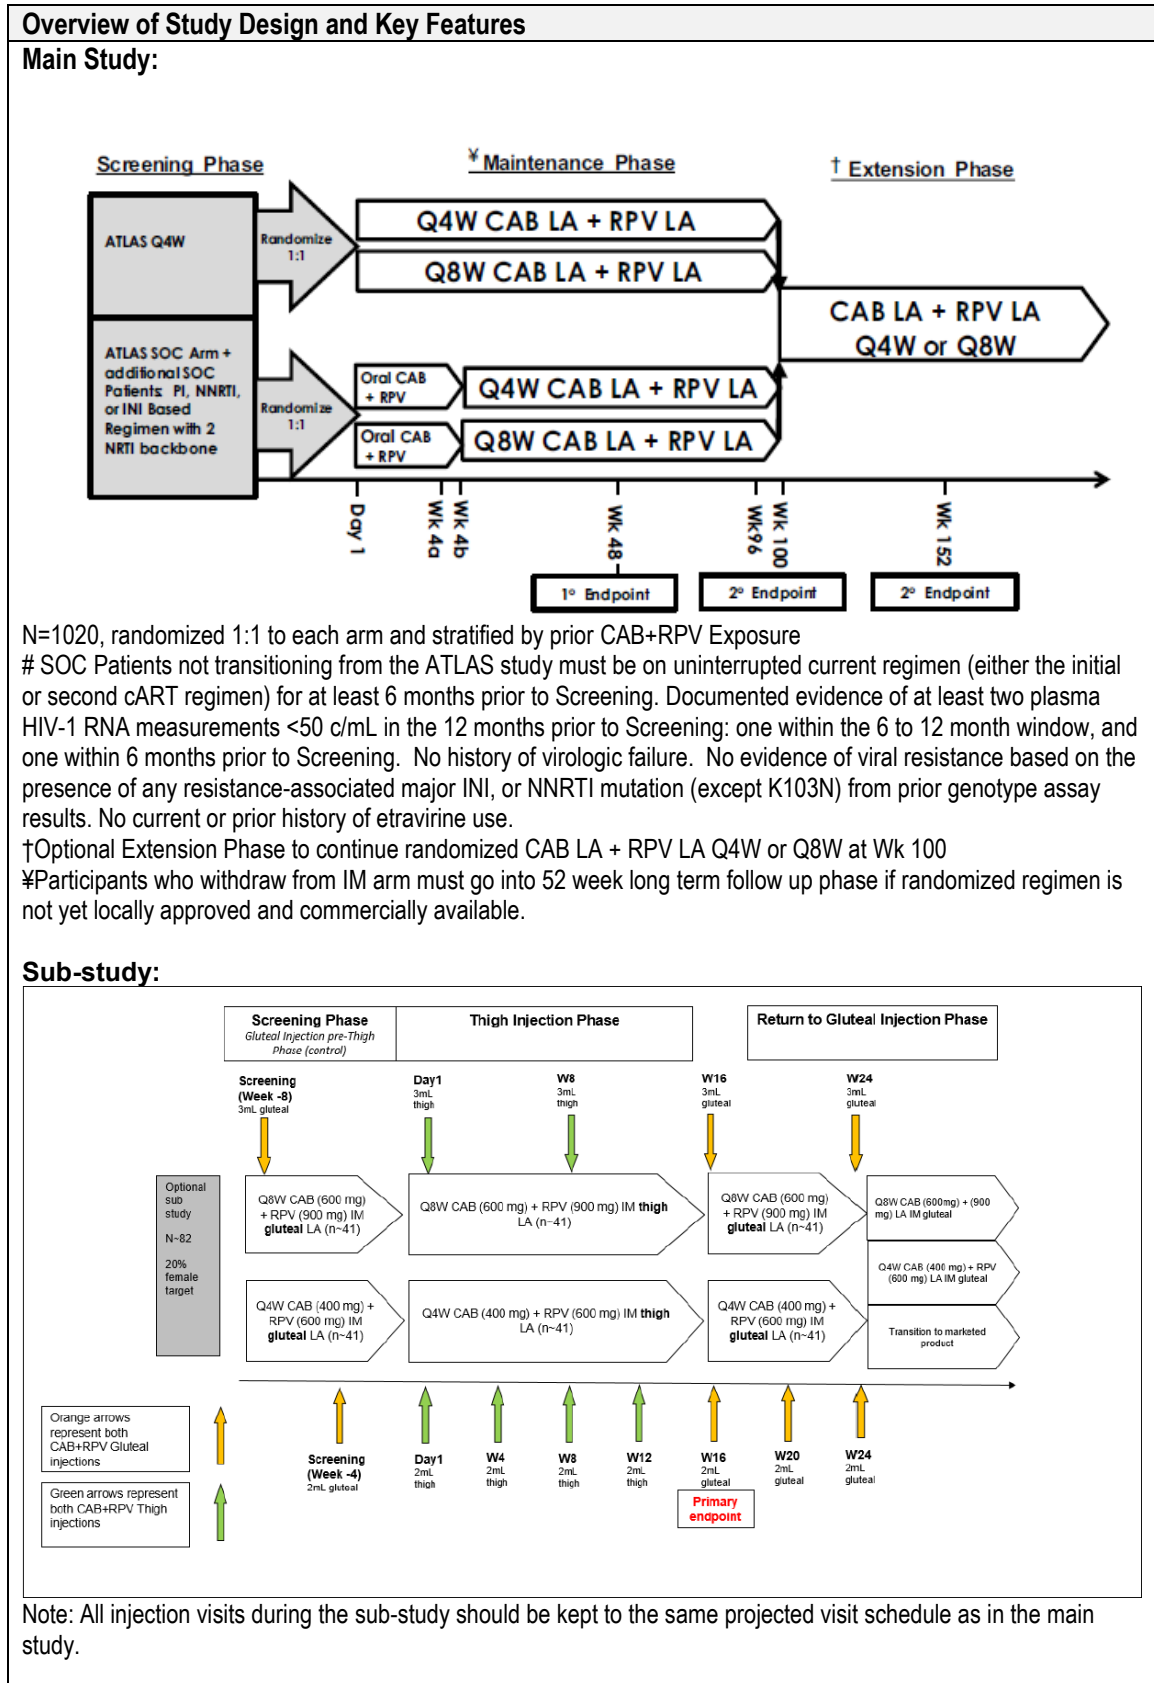 Overview of Study Design and Key Features
Main Study:
Screening Phase
¥ Maintenance Phase
† Extension Phase
ATLAS Q4W
Randomize
1:1
Q4W CAB LA + RPV LA
Q8W CAB LA + RPV LA
CAB LA + RPV LA
Q4W or Q8W
ATLAS SOC Arm +
additional SOC
Patients: PI, NNRTI,
or INI Based
Regimen with 2
NRTI backbone
Randomize
1:1
Oral CAB
+ RPV
Q4W CAB LA + RPV LA
Oral CAB
+ RPV
Q8W CAB LA + RPV LA
Day 1
Wk 4a
Wk 4b
Wk 48
Wk96
Wk 100
Wk 152
1º Endpoint
2º Endpoint
2º Endpoint
N=1020, randomized 1:1 to each arm and stratified by prior CAB+RPV Exposure
# SOC Patients not transitioning from the ATLAS study must be on uninterrupted current regimen (either the initial
or second cART regimen) for at least 6 months prior to Screening. Documented evidence of at least two plasma
HIV-1 RNA measurements <50 c/mL in the 12 months prior to Screening: one within the 6 to 12 month window, and
one within 6 months prior to Screening. No history of virologic failure. No evidence of viral resistance based on the
presence of any resistance-associated major INI, or NNRTI mutation (except K103N) from prior genotype assay
results. No current or prior history of etravirine use.
†Optional Extension Phase to continue randomized CAB LA + RPV LA Q4W or Q8W at Wk 100
¥Participants who withdraw from IM arm must go into 52 week long term follow up phase if randomized regimen is
not yet locally approved and commercially available.
Sub-study:
Screening Phase
Gluteal Injection pre-Thigh
Phase (control)
Thigh Injection Phase
Return to Gluteal Injection Phase
Screening
(Week -8)
3mL gluteal
Day1
3mL
thigh
W8
3mL
thigh
W16
3mL
gluteal
W24
3mL
gluteal
Optional
sub
study
N~82
20%
female
target
Q8W CAB (600 mg)
+ RPV (900 mg) IM
gluteal LA (n~41)
Q8W CAB (600 mg) + RPV (900 mg) IM thigh
LA (n~41)
Q8W CAB (600 mg)
+ RPV (900 mg) IM
gluteal LA (n~41)
Q8W CAB (600mg) + (900
mg) LA IM gluteal
Q4W CAB (400 mg) + RPV
(600 mg) LA IM gluteal
Transition to marketed
product
Q4W CAB (400 mg) +
RPV (600 mg) IM
gluteal LA (n~41)
Q4W CAB (400 mg) + RPV (600 mg) IM thigh
LA (n~41)
Q4W CAB (400 mg) +
RPV (600 mg) IM
gluteal LA (n~41)
Orange arrows
represent both
CAB+RPV Gluteal
injections
Green arrows represent
both CAB+RPV Thigh
injections
Screening
(Week -4)
2mL gluteal
Day1
2mL
thigh
W4
2mL
thigh
W8
2mL
thigh
W12
2mL
thigh
W16
2mL
gluteal
W20
2mL
gluteal
W24
2mL
gluteal
Primary
endpoint
Note: All injection visits during the sub-study should be kept to the same projected visit schedule as in the main
study.